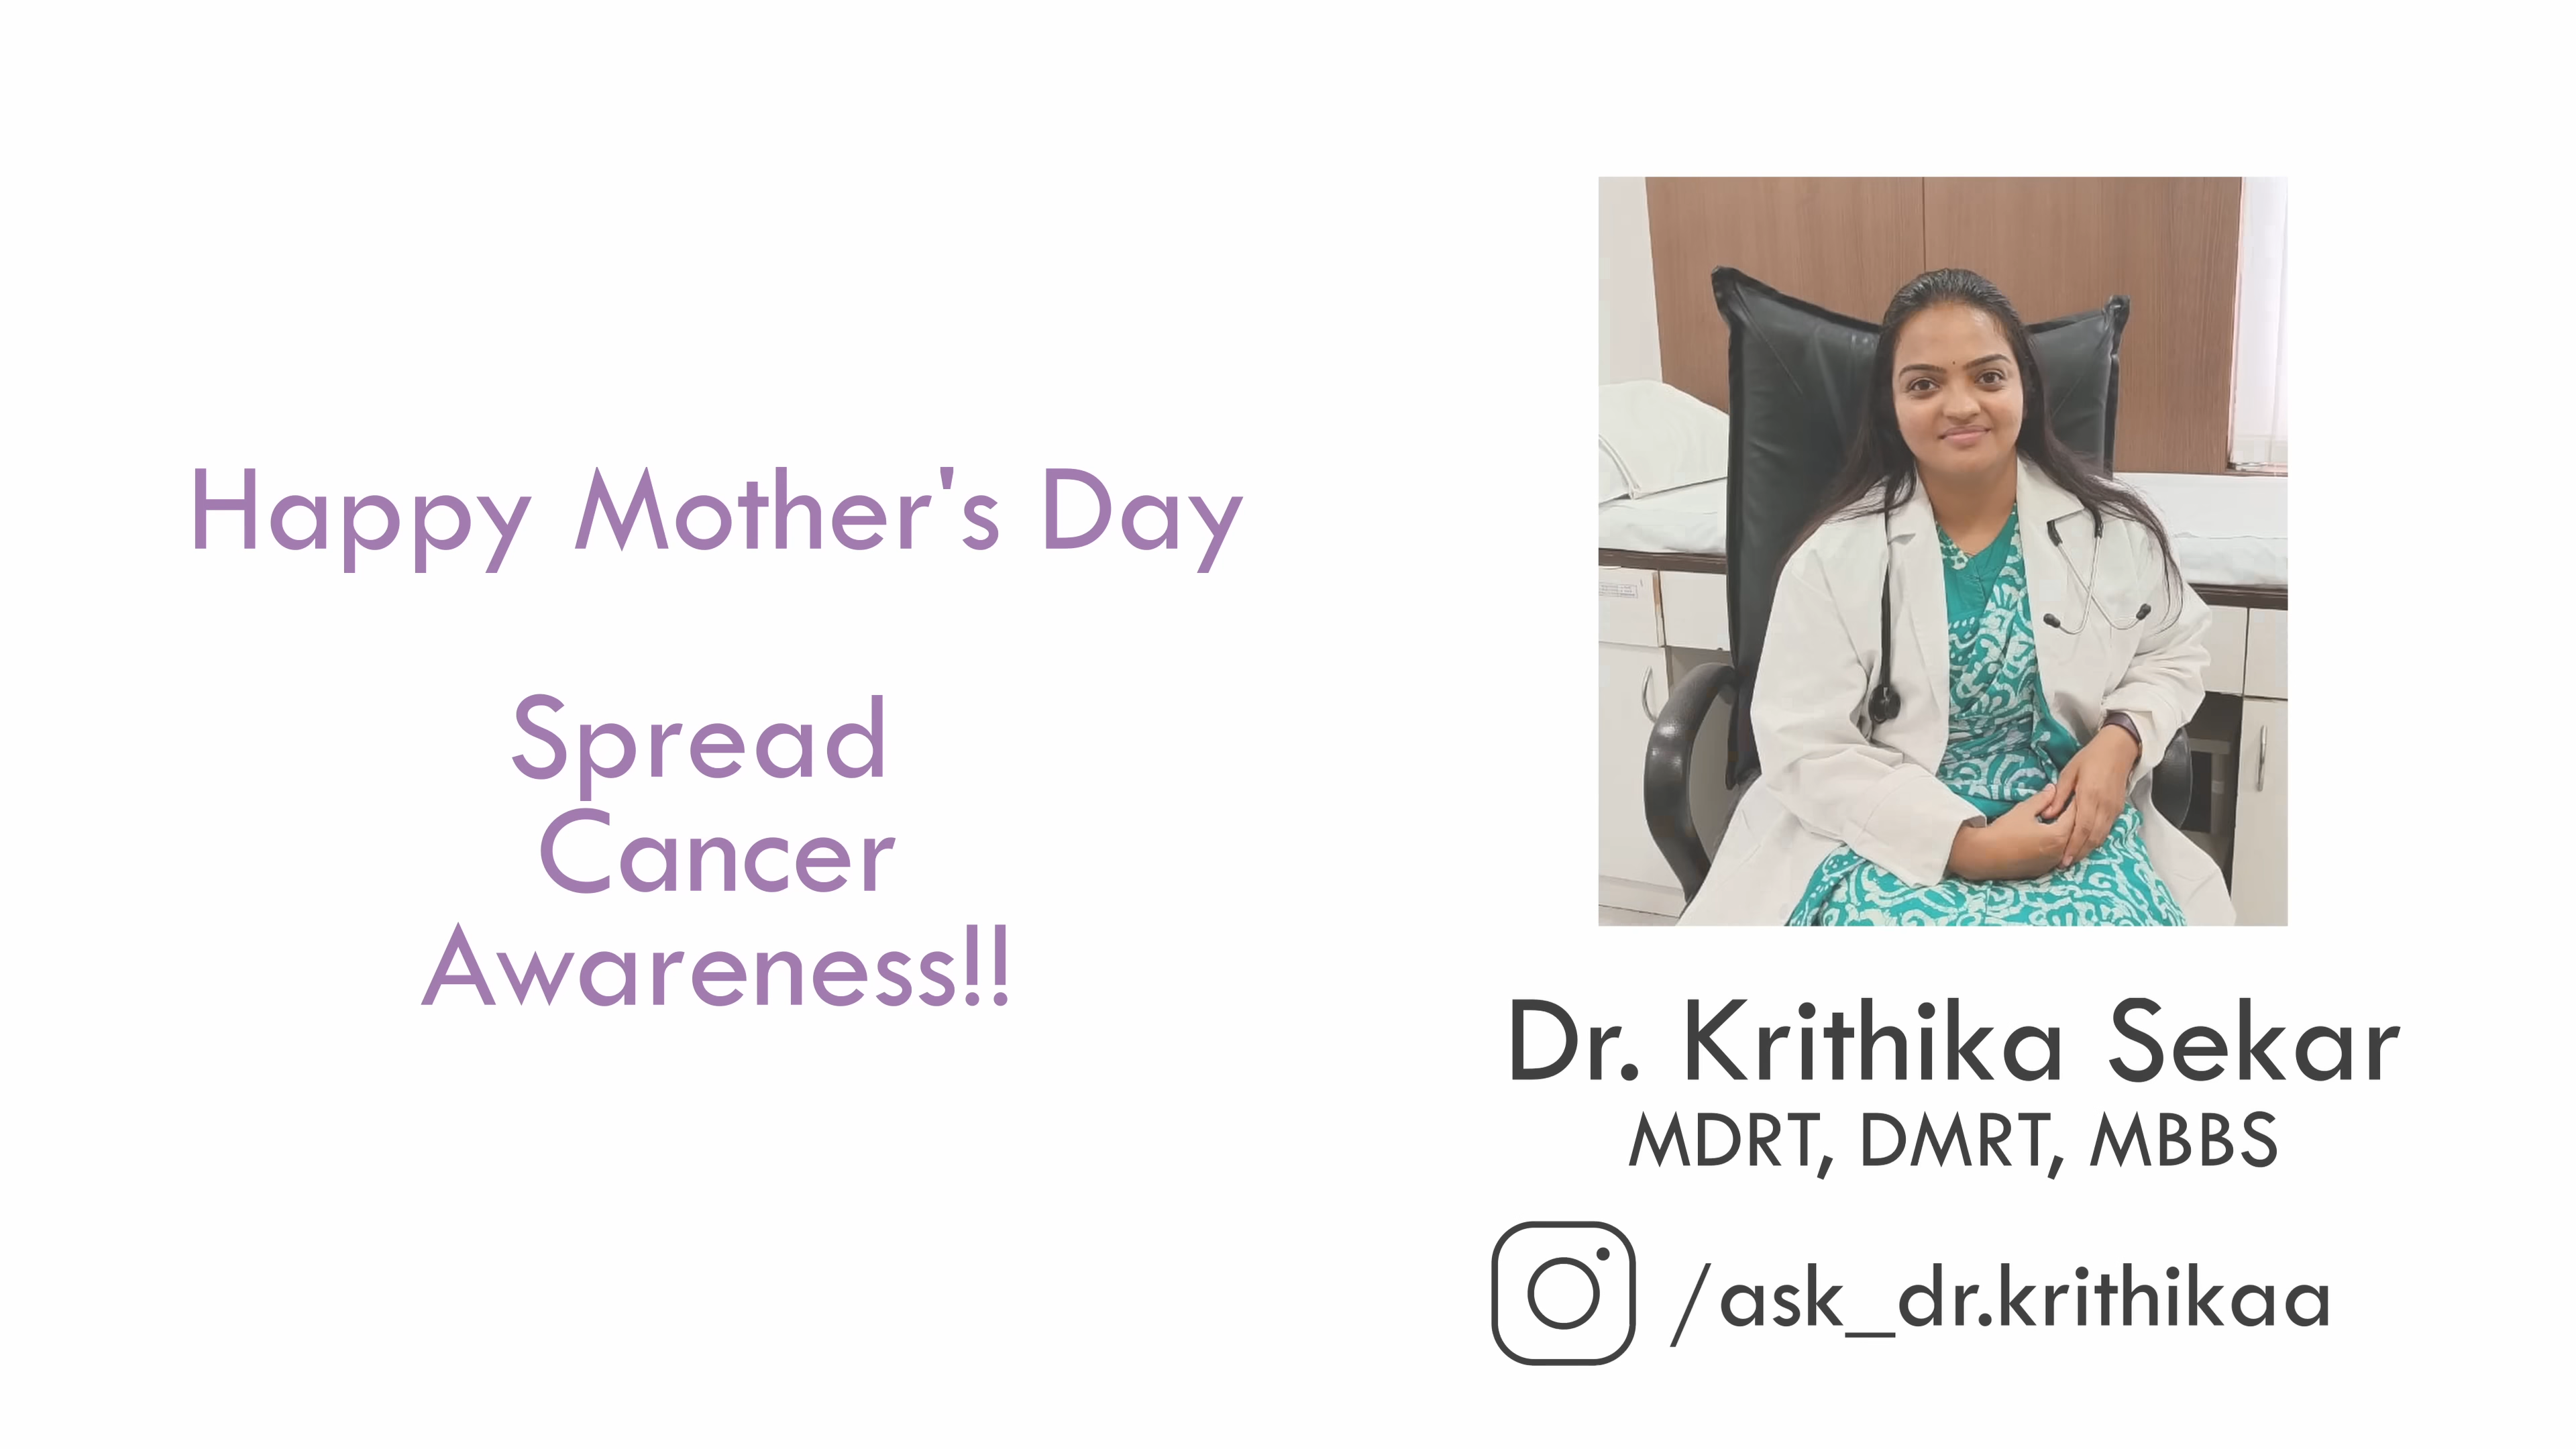 Happy Mother's Day
Spread
Cancer
Awareness!!
Dr. Krithika Sekar
MDRT, DMRT, MBBS
/ask_dr.krithikaa